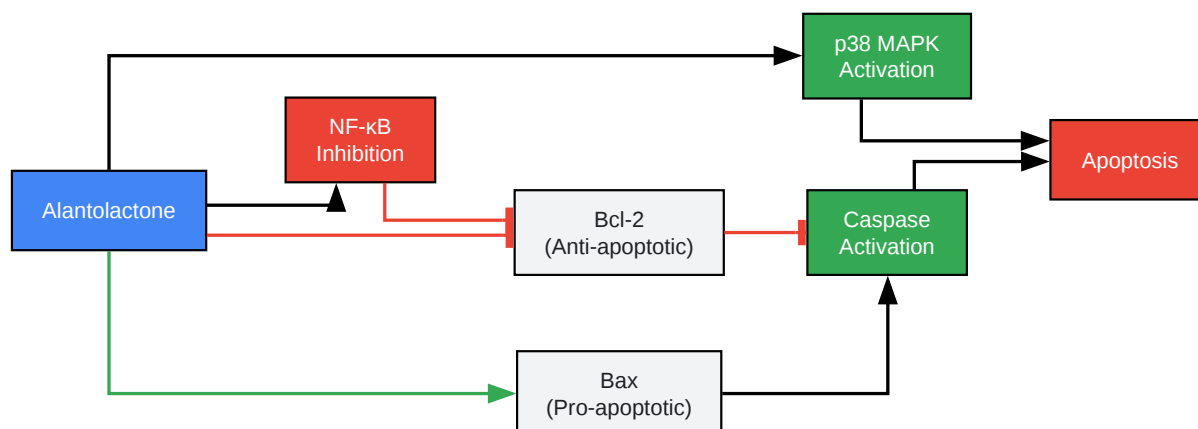 p38 MAPK
Activation
NF-κB
Inhibition
Apoptosis
Alantolactone
Bcl-2
(Anti-apoptotic)
Caspase
Activation
Bax
(Pro-apoptotic)